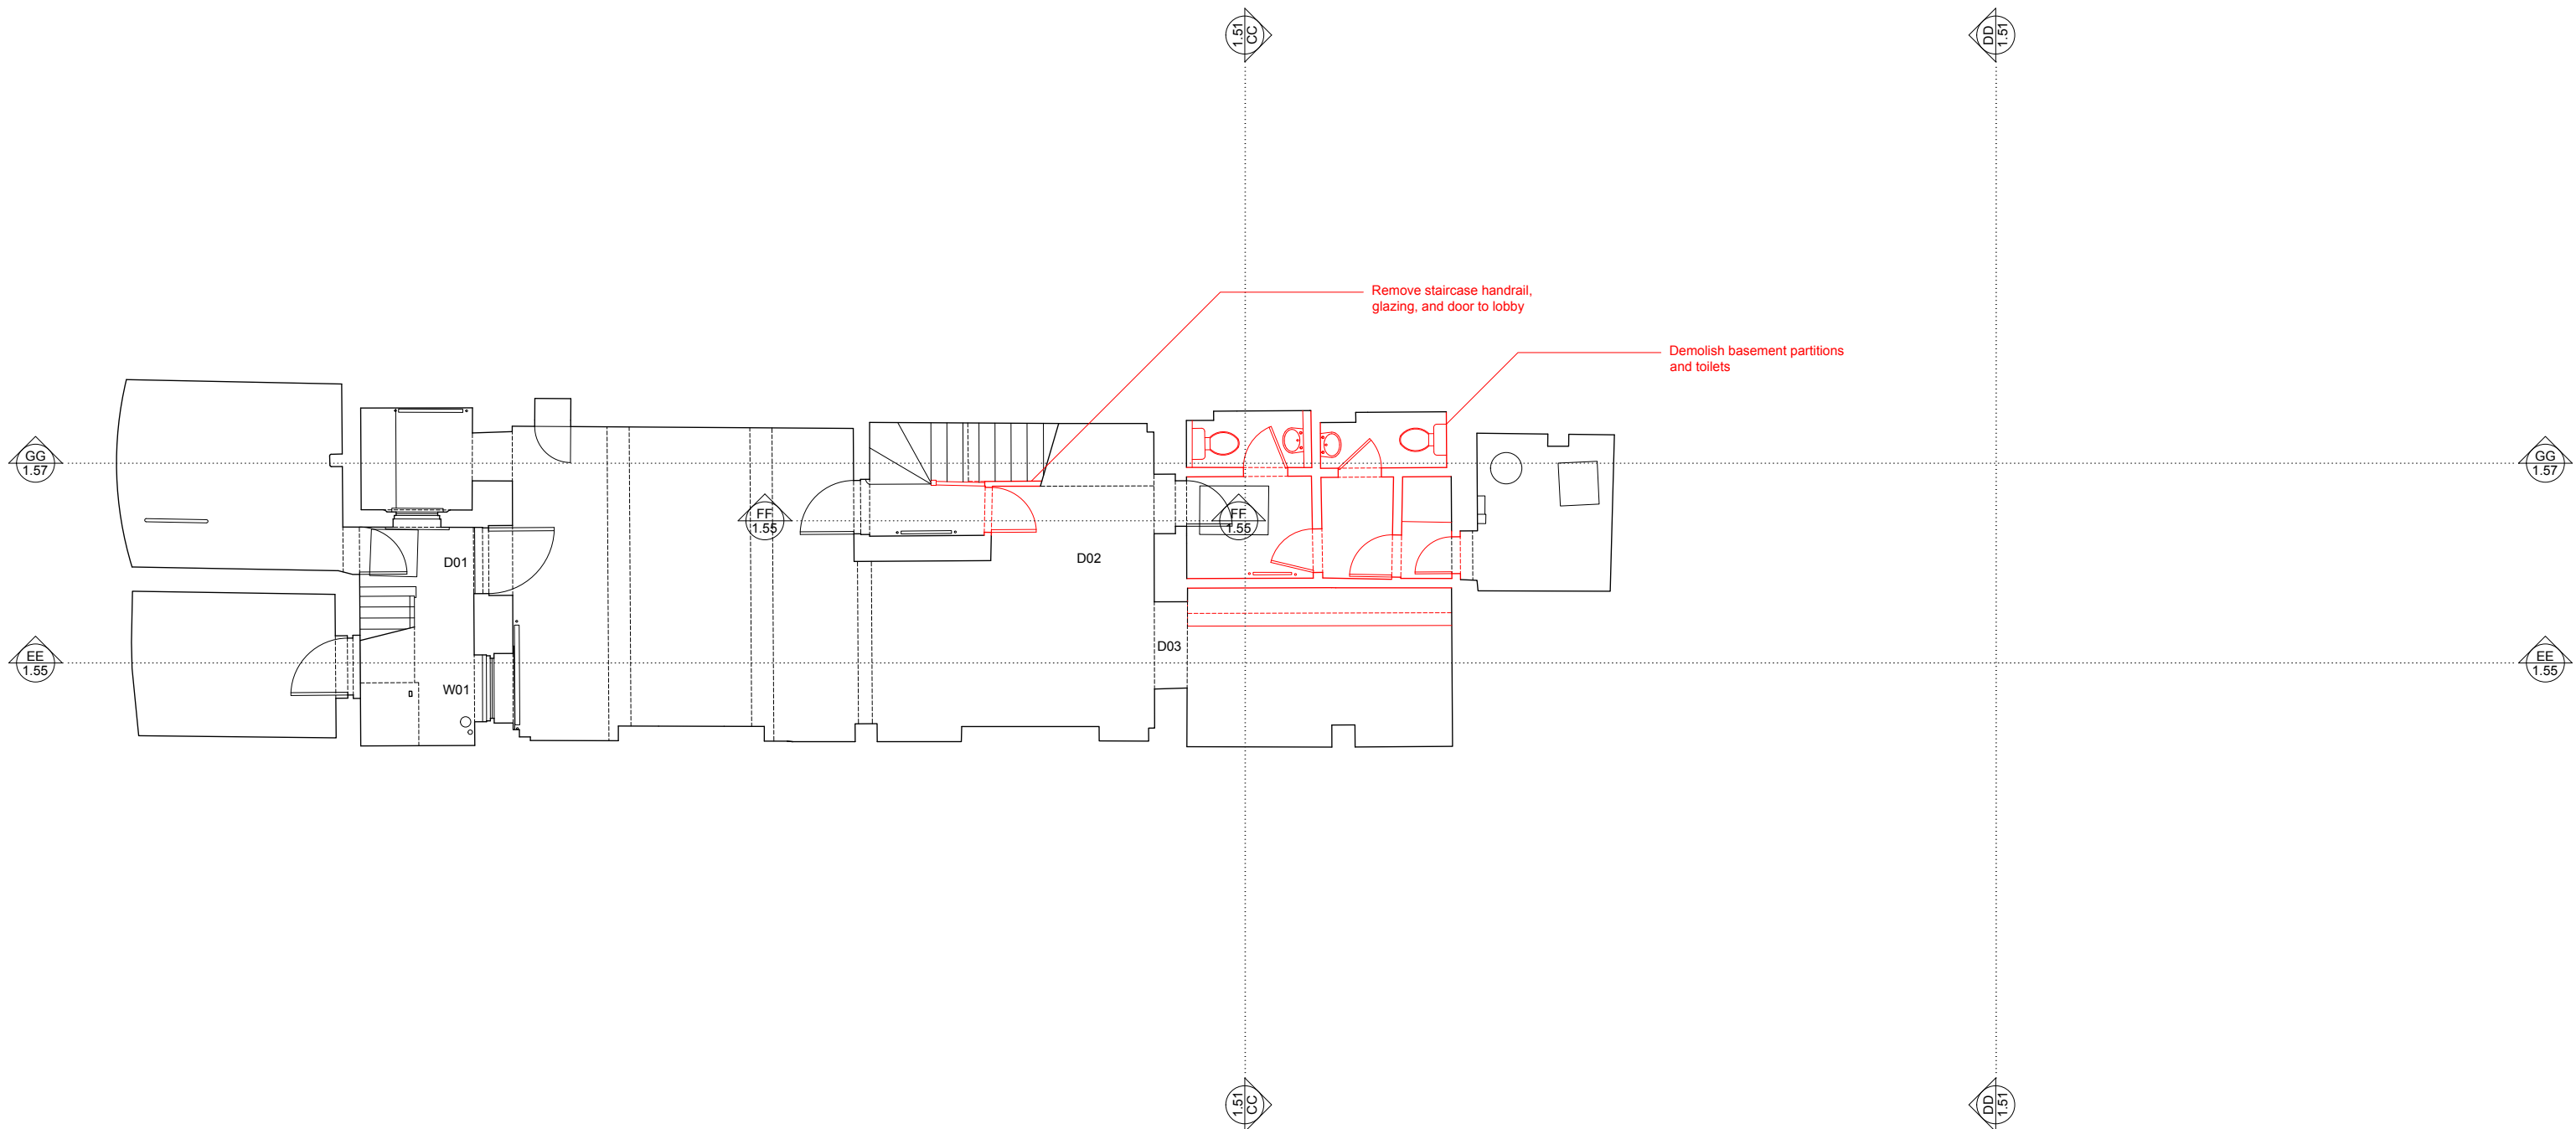 1.51
CC
DD
1.51
Remove staircase handrail,
glazing, and door to lobby
Demolish basement partitions
and toilets
GG
1.57
GG
1.57
FF
1.55
FF
1.55
D01
D02
D03
EE
1.55
EE
1.55
W01
1.51
CC
DD
1.51